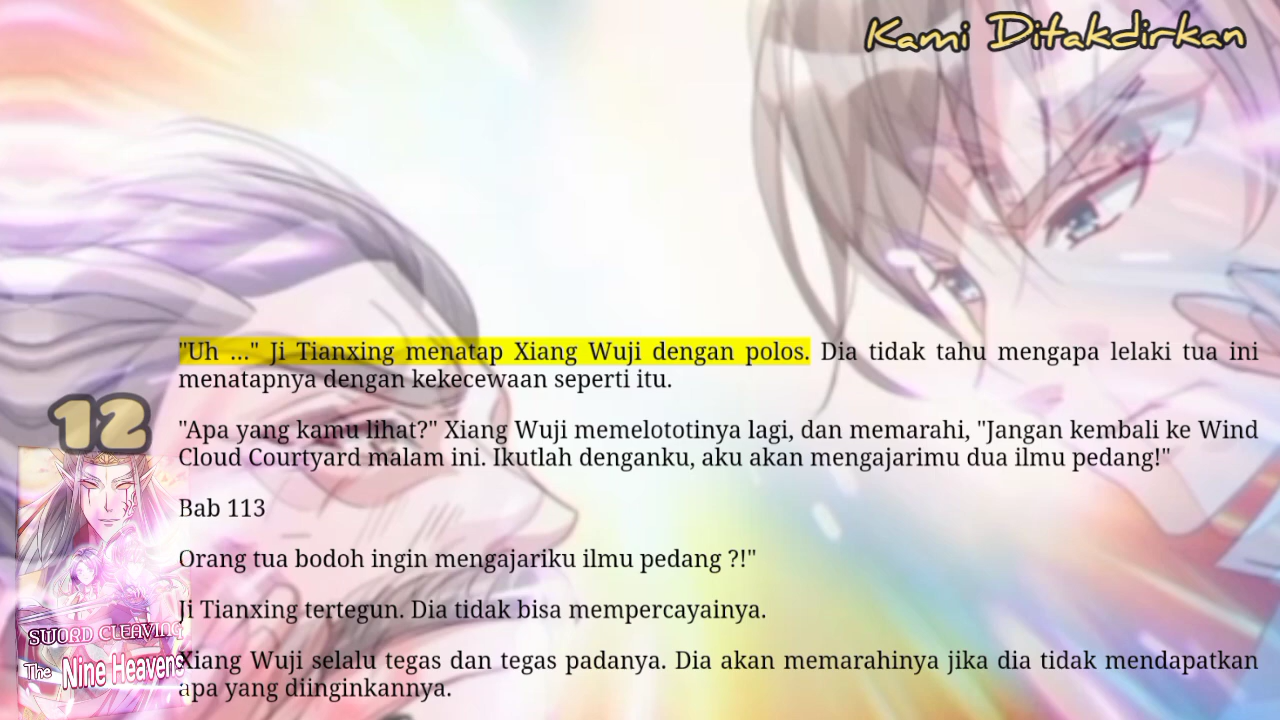 Kami Ditakdirkan
"Uh ..." Ji Tianxing menatap Xiang Wuji dengan polos. Dia tidak tahu mengapa lelaki tua ini
menatapnya dengan kekecewaan seperti itu.
"Apa yang kamu lihat?" Xiang Wuji memelototinya lagi, dan memarahi, "Jangan kembali ke Wind
Cloud Courtyard malam ini. Ikutlah denganku, aku akan mengajarimu dua ilmu pedang!"
12
Bab 113
Orang tua bodoh ingin mengajariku ilmu pedang ?!"
Ji Tianxing tertegun. Dia tidak bisa mempercayainya.
SWORD CLEAVING
The Nine Heavens
Xiang Wuji selalu tegas dan tegas padanya. Dia akan memarahinya jika dia tidak mendapatkan
apa yang diinginkannya.